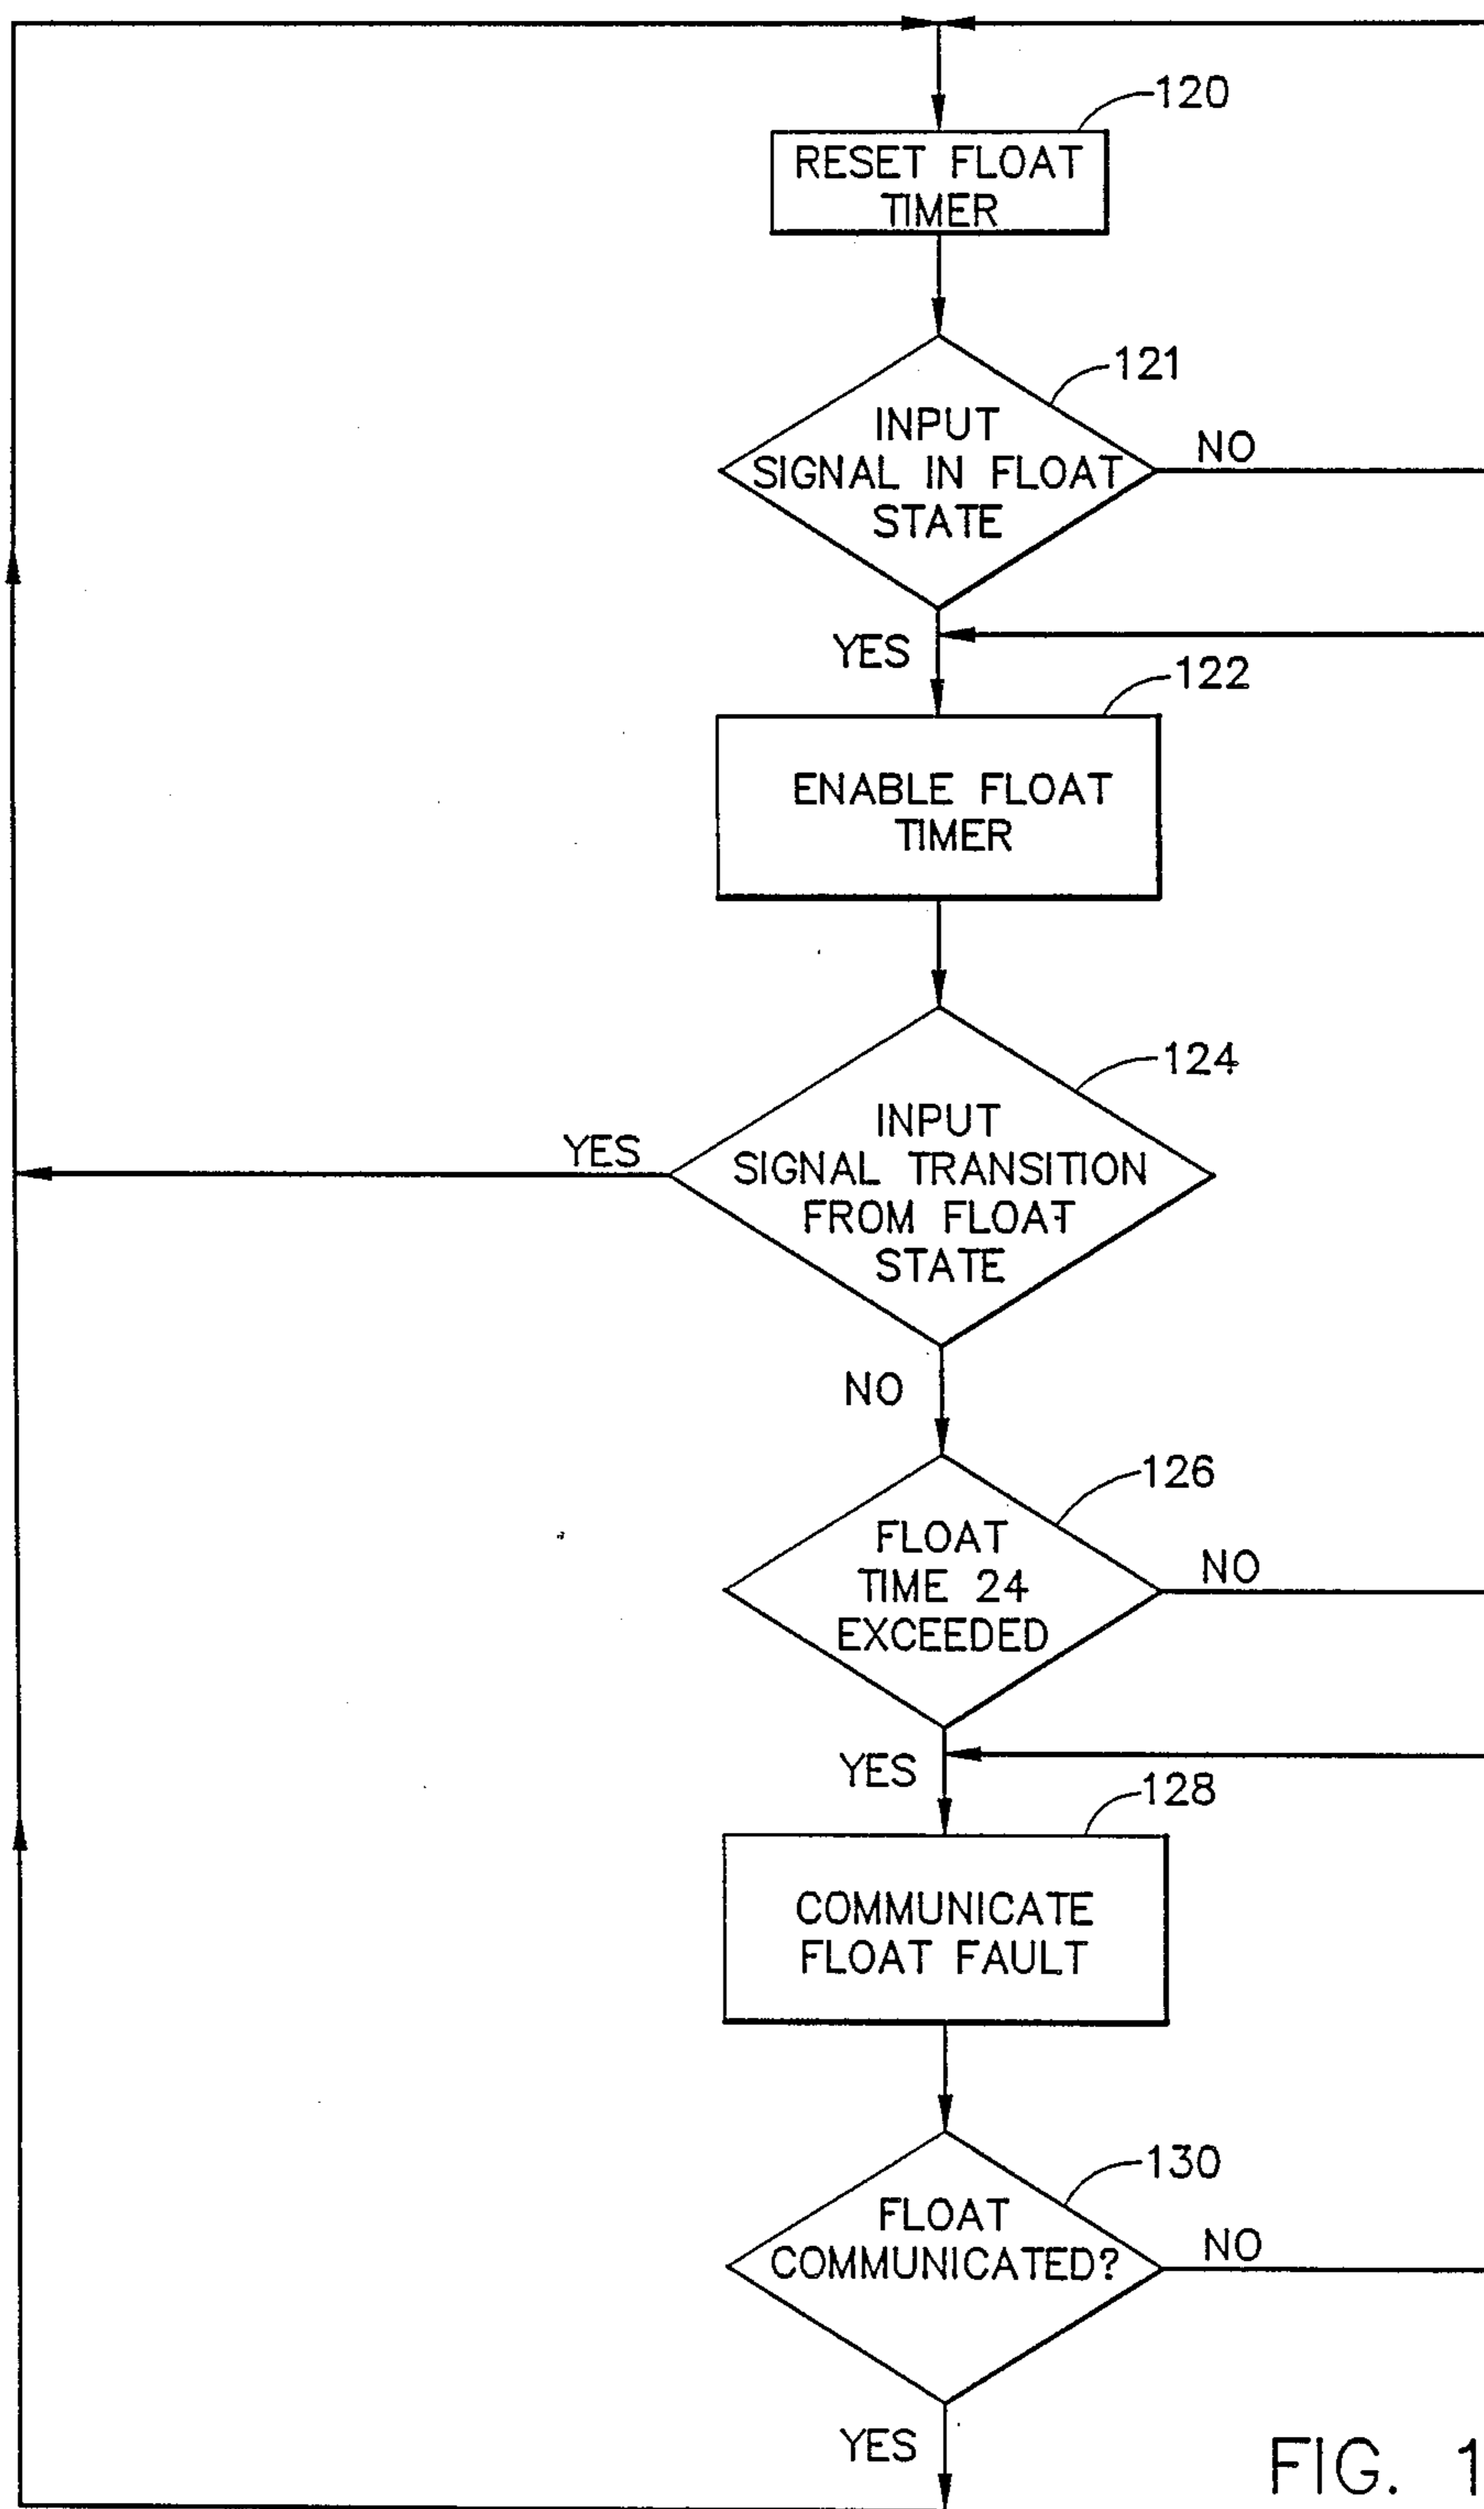 120
RESET FLOAT
TIMER
121
INPUT
SIGNAL IN FLOAT
STATE
NO
YES
122
ENABLE FLOAT
TIMER
124
INPUT
SIGNAL TRANSITION
FROM FLOAT
STATE
YES
NO
126
FLOAT
TIME 24
EXCEEDED
NO
YES
128
COMMUNICATE
FLOAT FAULT
130
FLOAT
COMMUNICATED?
NO
YES
FIG. 1